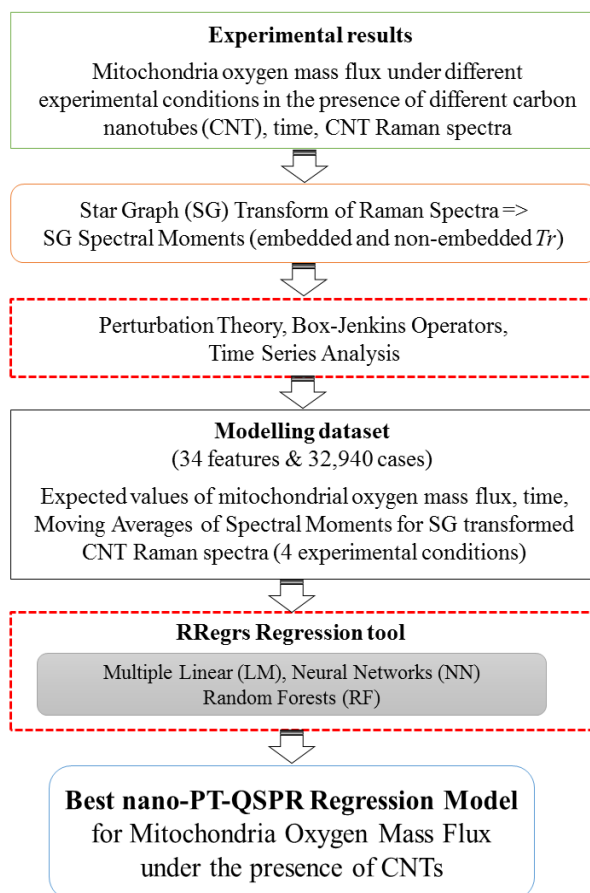 Experimental results
Mitochondria oxygen mass flux under different
experimental conditions in the presence of different carbon
nanotubes (CNT), time, CNT Raman spectra
Star Graph (SG) Transform of Raman Spectra =>
SG Spectral Moments (embedded and non-embedded Tr)
Perturbation Theory, Box-Jenkins Operators,
Time Series Analysis
Modelling dataset
(34 features & 32,940 cases)
Expected values of mitochondrial oxygen mass flux, time,
Moving Averages of Spectral Moments for SG transformed
CNT Raman spectra (4 experimental conditions)
RRegrs Regression tool
Multiple Linear (LM), Neural Networks (NN)
Random Forests (RF)
Best nano-PT-QSPR Regression Model
for Mitochondria Oxygen Mass Flux
under the presence of CNTs